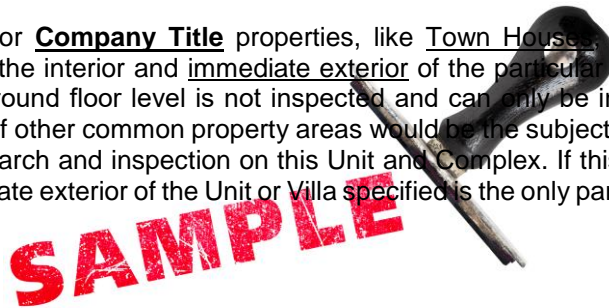 or Company Title properties, like Town Houses,
the interior and immediate exterior of the particular
ound floor level is not inspected and can only be in
f other common property areas would be the subject
arch and inspection on this Unit and Complex. If this
ate exterior of the Unit or Villa specified is the only par
SAMPLE